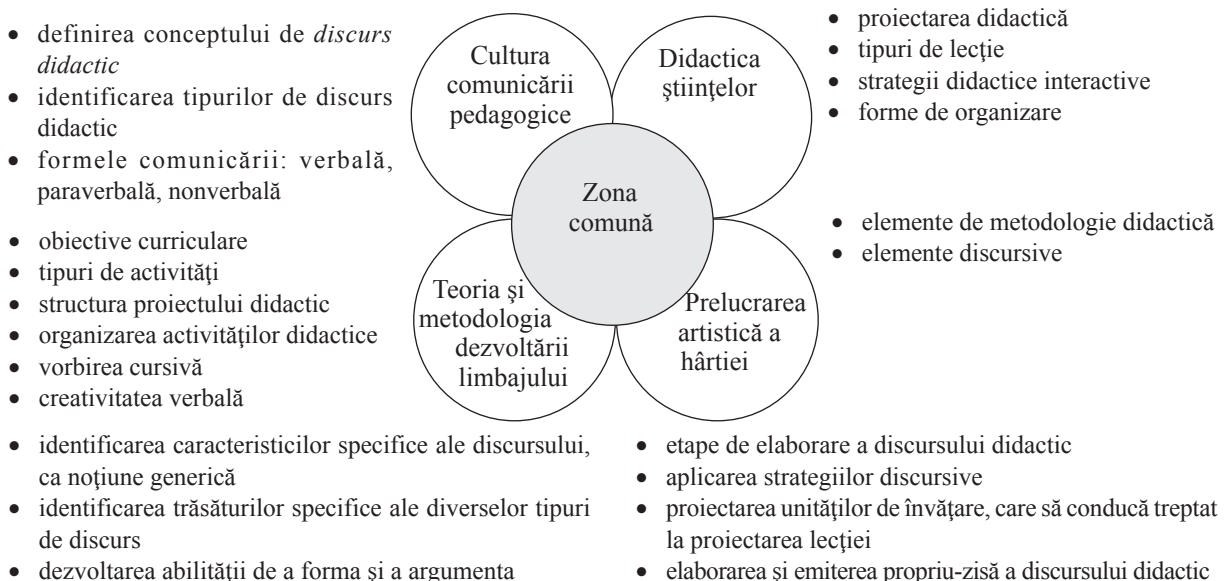 • definirea conceptului de discurs
didactic
• identificarea tipurilor de discurs
didactic
• formele comunicării: verbală,
paraverbală, nonverbală
• obiective curriculare
• tipuri de activităţi
• structura proiectului didactic
• organizarea activităţilor didactice
• vorbirea cursivă
• creativitatea verbală
Cultura
comunicării
pedagogice
Didactica
ştiinţelor
Zona
comună
Teoria şi
metodologia
dezvoltării
limbajului
Prelucrarea
artistică a
hârtiei
• proiectarea didactică
• tipuri de lecţie
• strategii didactice interactive
• forme de organizare
• elemente de metodologie didactică
• elemente discursive
• identificarea caracteristicilor specifice ale discursului,
ca noţiune generică
• identificarea trăsăturilor specifice ale diverselor tipuri
de discurs
• dezvoltarea abilităţii de a forma şi a argumenta
• etape de elaborare a discursului didactic
• aplicarea strategiilor discursive
• proiectarea unităţilor de învăţare, care să conducă treptat
la proiectarea lecţiei
• elaborarea şi emiterea propriu-zisă a discursului didactic